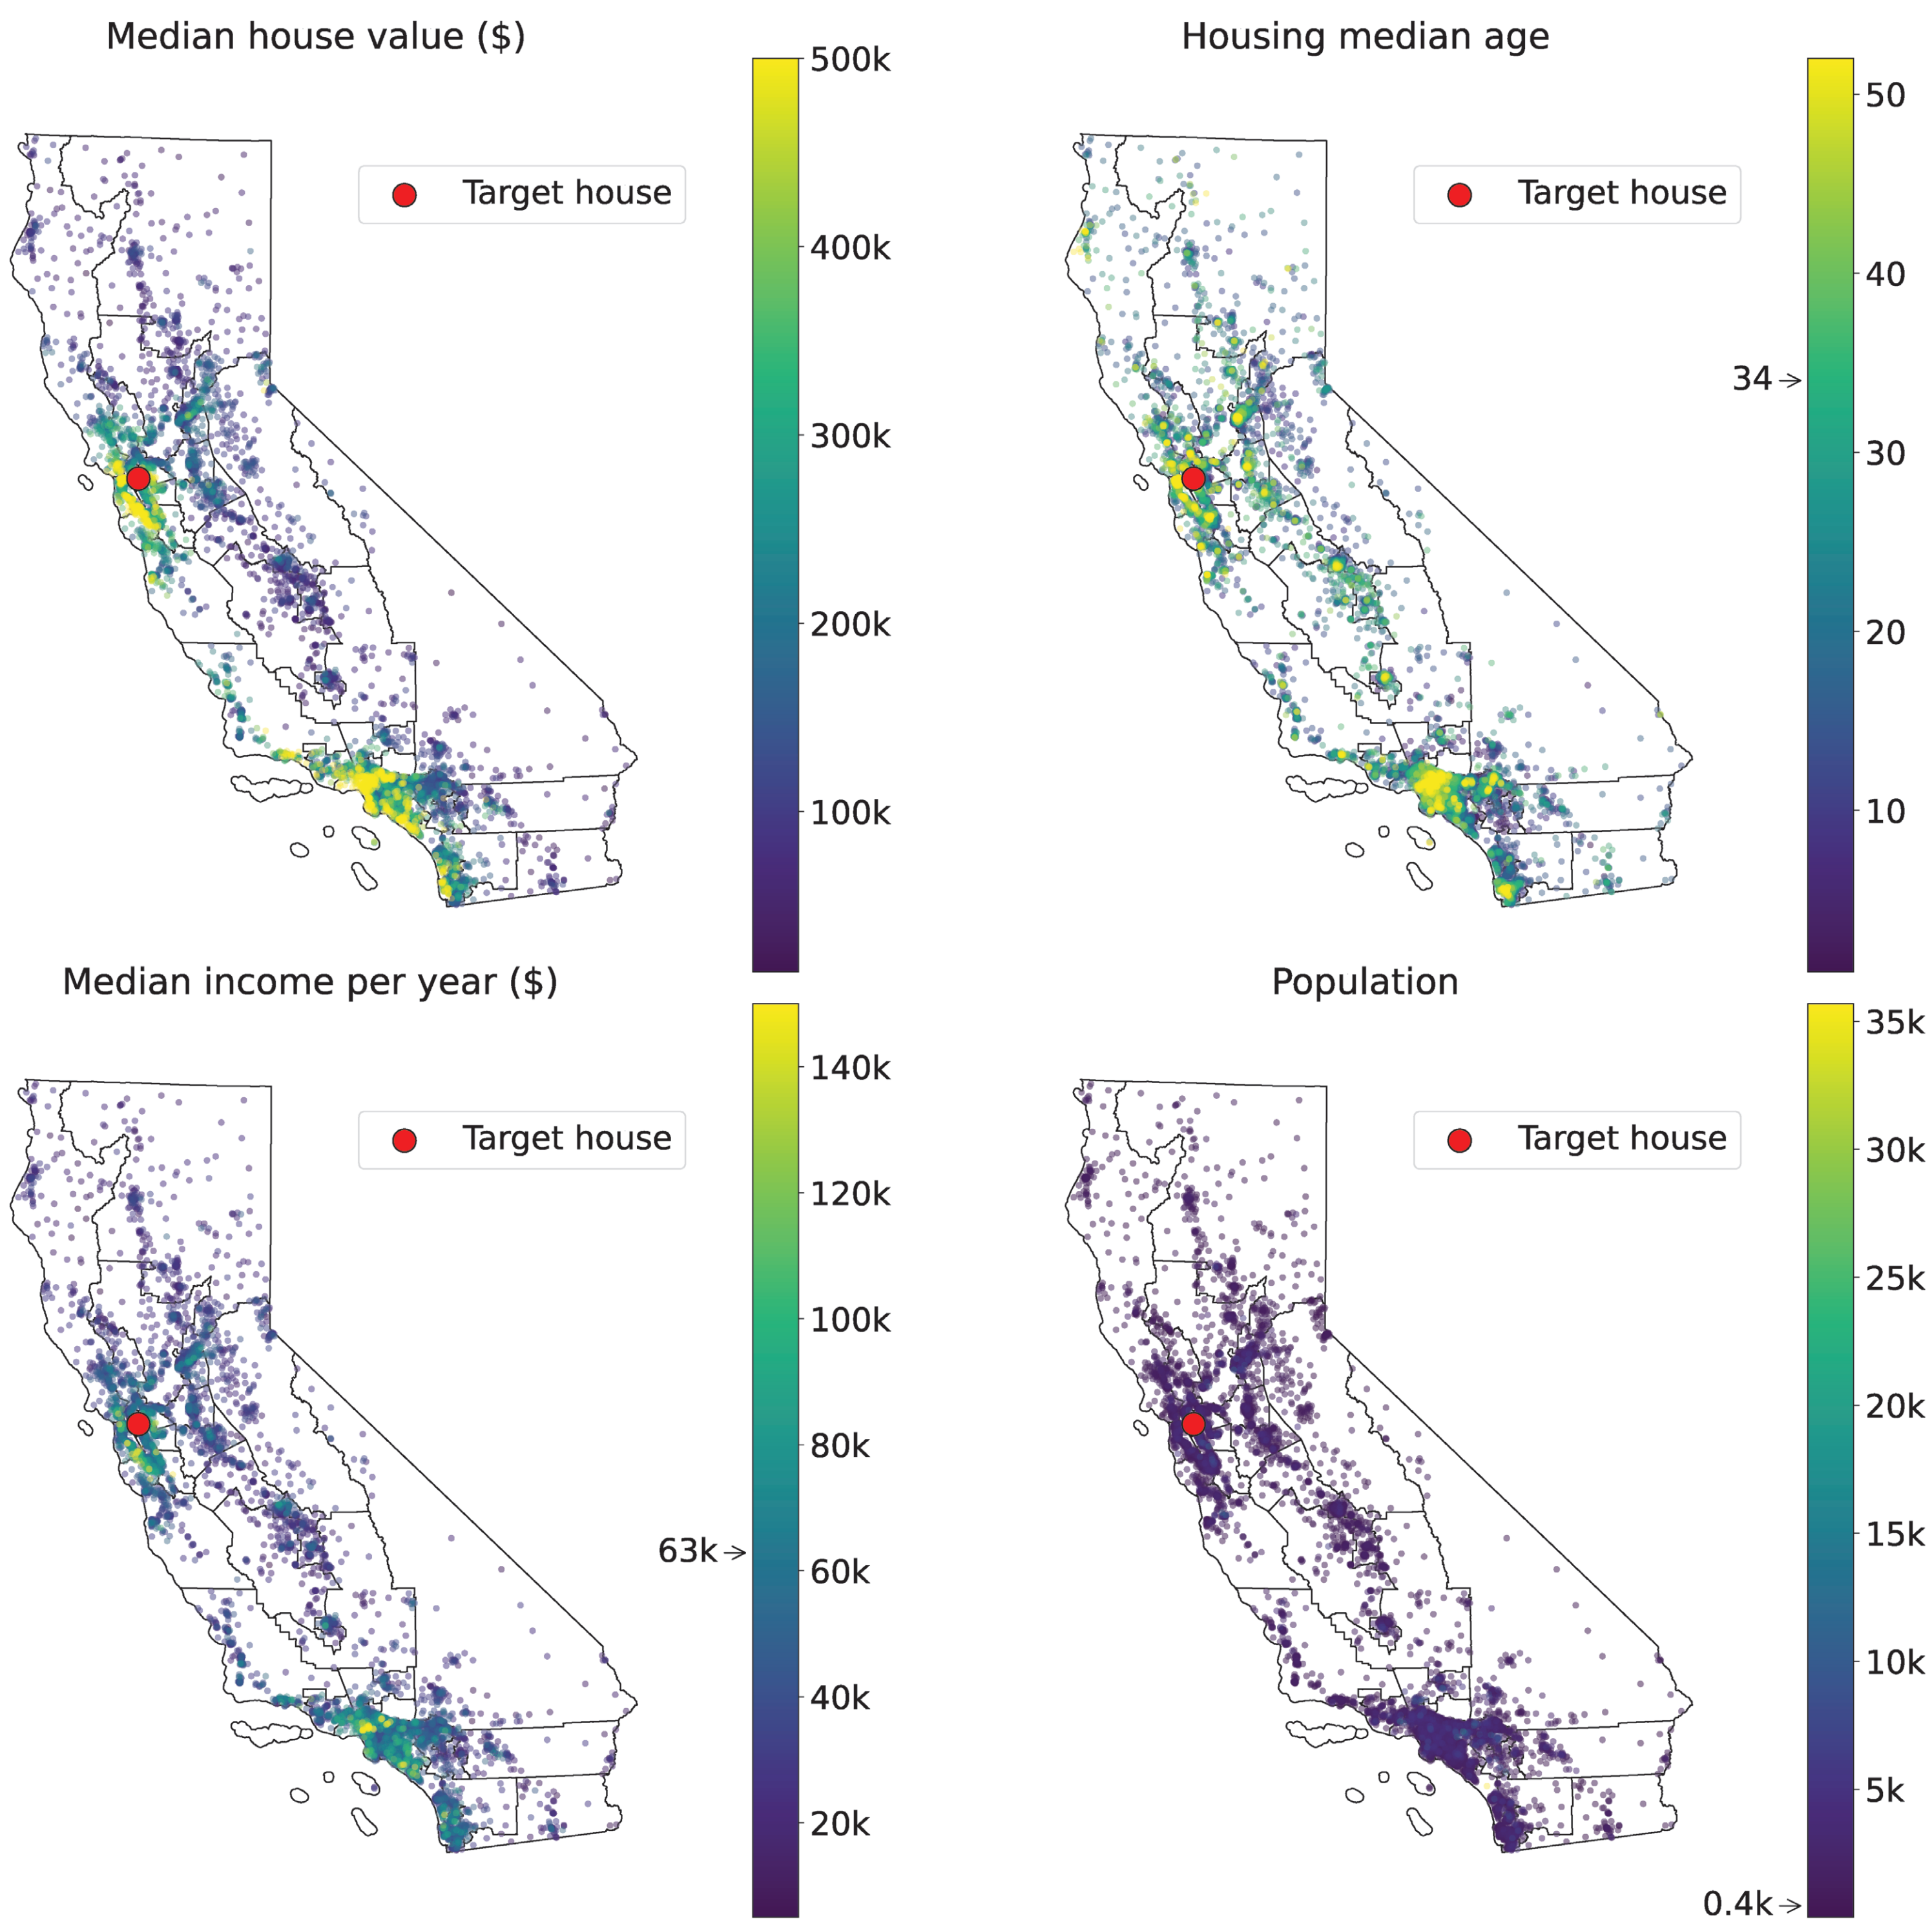 Median house value ($)
500k
400k
300k
200k
100k
Target house
Housing median age
50
40
30
20
10
34
Target house
Median income per year ($)
140k
120k
100k
80k
60k
40k
20k
63k
Target house
Population
35k
30k
25k
20k
15k
10k
5k
0.4k
Target house